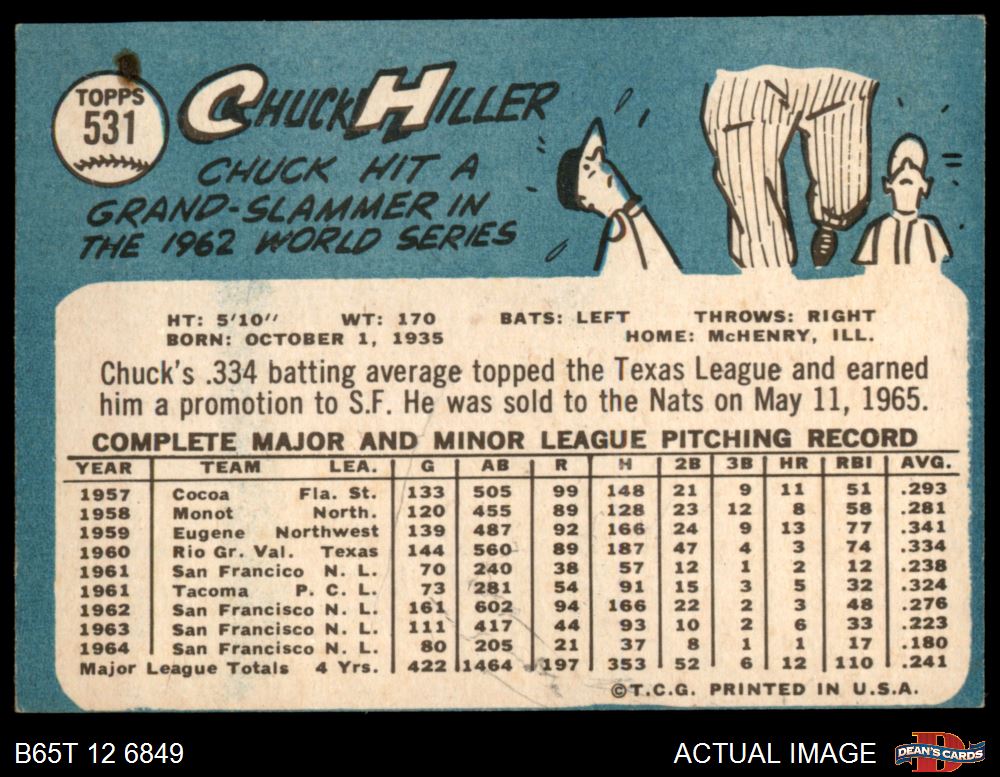 TOPPS
531
CHUCK HILLER
CHUCK HIT A
GRAND-SLAMMER IN
THE 1962 WORLD SERIES
HT: 5'10" WT: 170 BATS: LEFT THROWS: RIGHT
BORN: OCTOBER 1, 1935 HOME: McHENRY, ILL.
Chuck's .334 batting average topped the Texas League and earned
him a promotion to S.F. He was sold to the Nats on May 11, 1965.
COMPLETE MAJOR AND MINOR LEAGUE PITCHING RECORD
YEAR TEAM LEA. G AB R H 2B 3B HR RBI AVG.
1957 Cocoa Fla. St. 133 505 99 148 21 9 11 51 .293
1958 Monot North. 120 455 89 128 23 12 8 58 .281
1959 Eugene Northwest 139 487 92 166 24 9 13 77 .341
1960 Rio Gr. Val. Texas 144 560 89 187 47 4 3 74 .334
1961 San Francico N. L. 70 240 38 57 12 1 2 12 .238
1961 Tacoma P. C. L. 73 281 54 91 15 3 5 32 .324
1962 San Francisco N. L. 161 602 94 166 22 2 3 48 .276
1963 San Francisco N. L. 111 417 44 93 10 2 6 33 .223
1964 San Francisco N. L. 80 205 21 37 8 1 1 17 .180
Major League Totals 4 Yrs. 422 1464 197 353 52 6 12 110 .241
©T.C.G. PRINTED IN U.S.A.
B65T 12 6849 ACTUAL IMAGE DEAN'S CARDS